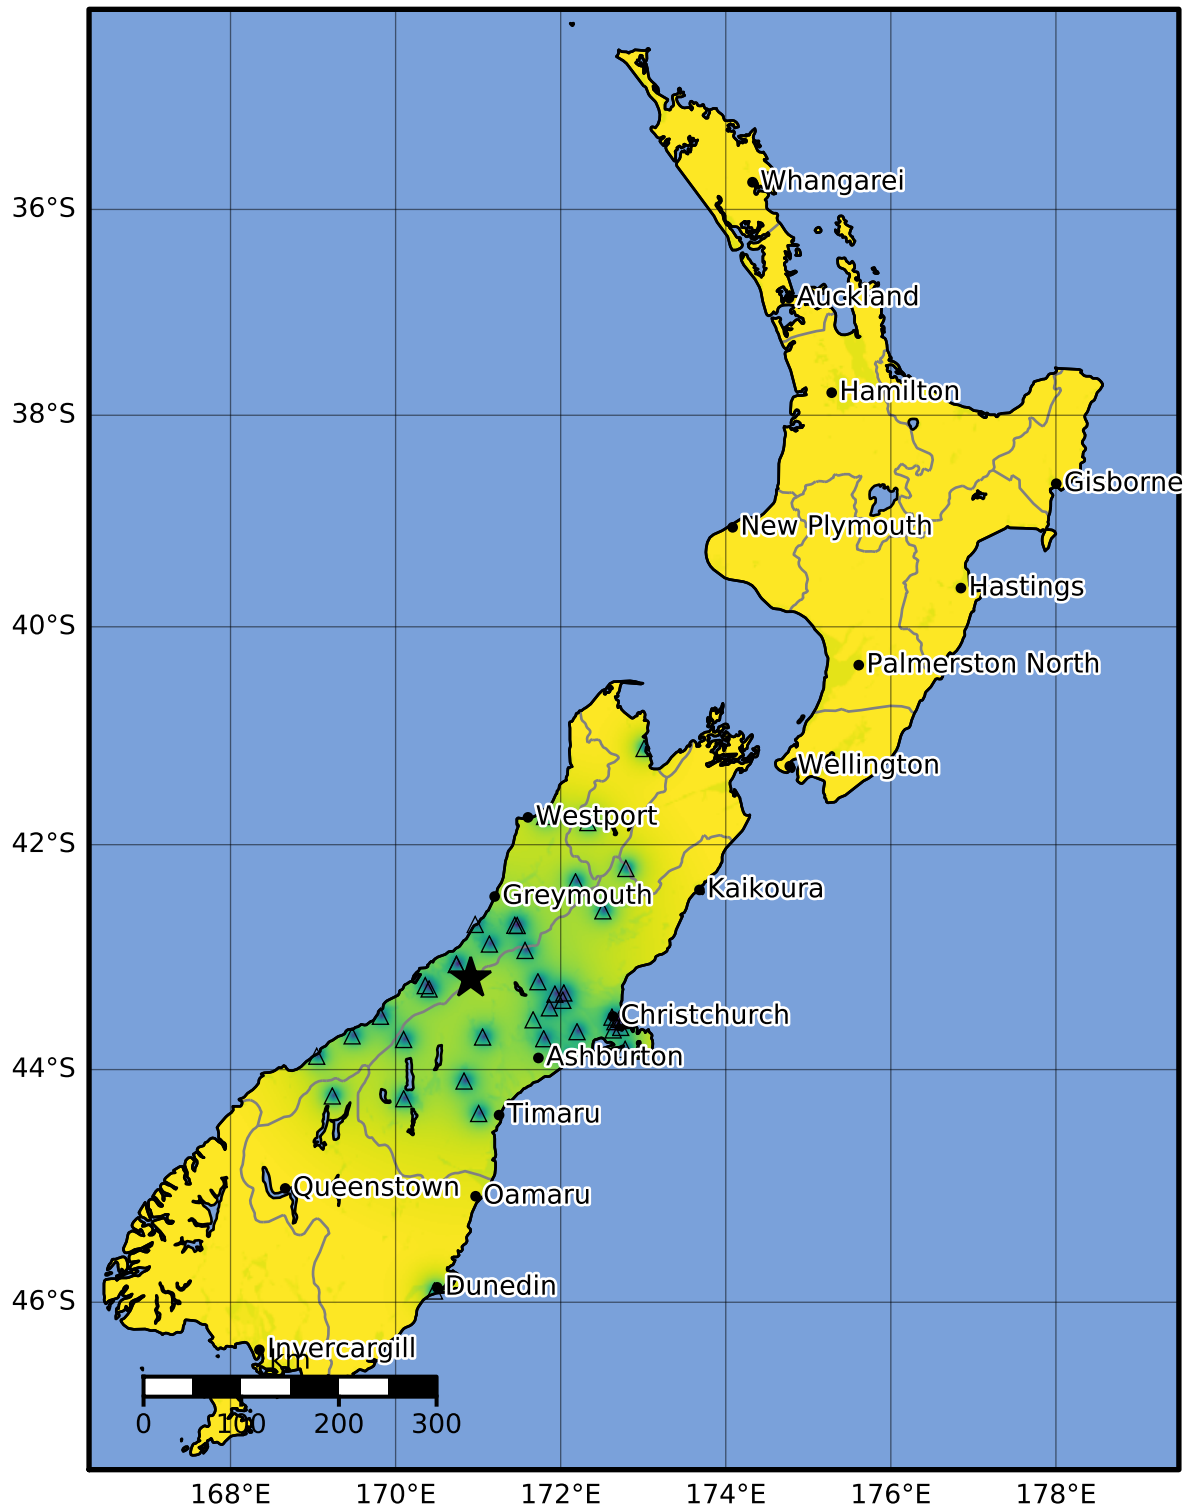 Whangarei
36°S
Auckland
Hamilton
38°S
Gisborne
New Plymouth
Hastings
40°S
Palmerston North
Wellington
Westport
42°S
Kaikoura
Greymouth
Christchurch
Ashburton
44°S
Timaru
Queenstown
Oamaru
Dunedin
46°S
Invercargill
km
0 100 200 300
168°E 170°E 172°E 174°E 176°E 178°E